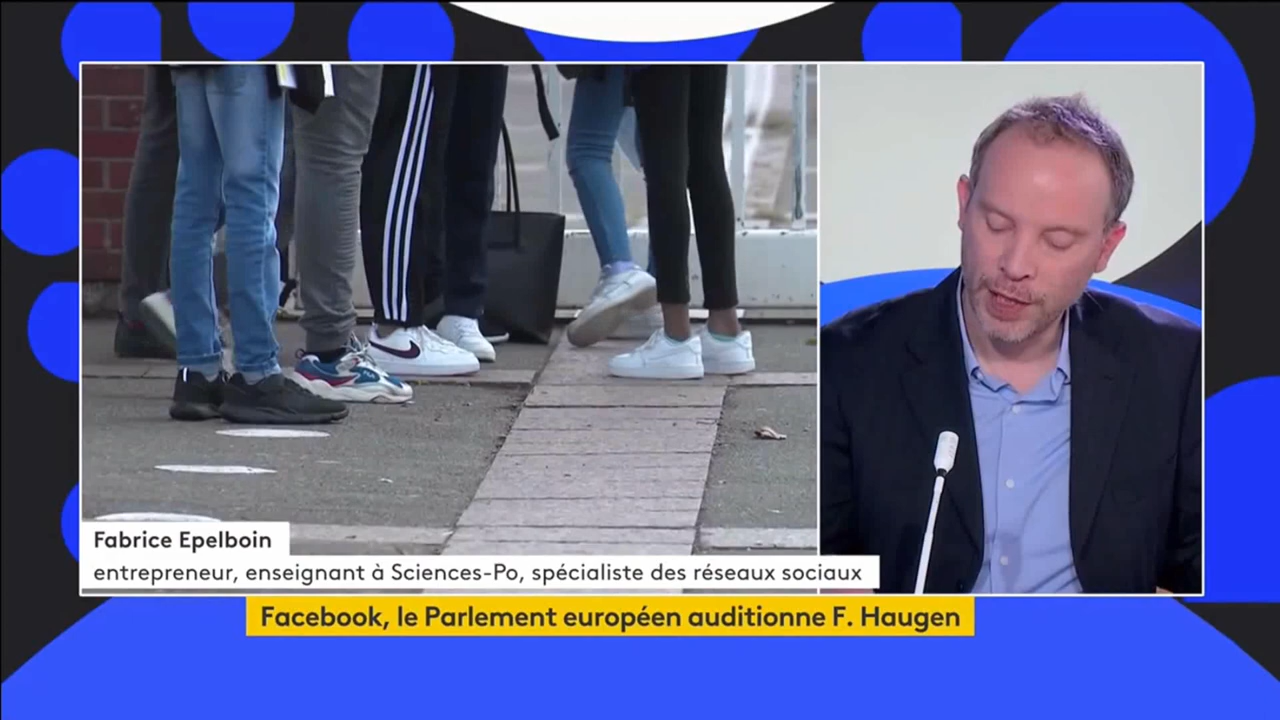 Fabrice Epelboin
entrepreneur, enseignant à Sciences-Po, spécialiste des réseaux sociaux
Facebook, le Parlement européen auditionne F. Haugen